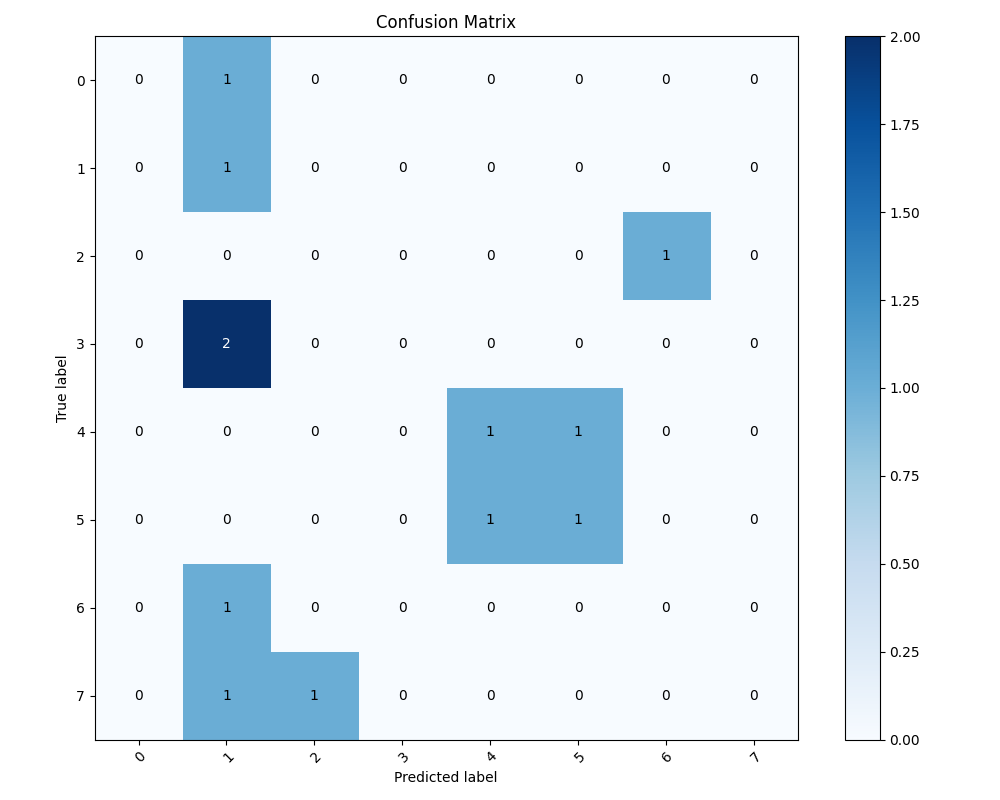 Confusion Matrix
0 0 1 0 0 0 0 0 0
1 0 1 0 0 0 0 0 0
2 0 0 0 0 0 0 1 0
3 0 2 0 0 0 0 0 0
4 0 0 0 0 1 1 0 0
5 0 0 0 0 1 1 0 0
6 0 1 0 0 0 0 0 0
7 0 1 1 0 0 0 0 0
0 1 2 3 4 5 6 7
True label
Predicted label
2.00
1.75
1.50
1.25
1.00
0.75
0.50
0.25
0.00